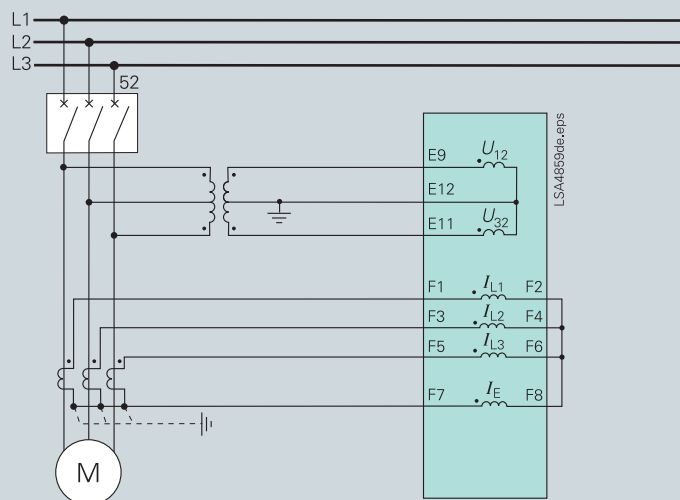 L1
L2
L3
52
LSA4859de.eps
E9 U12
E12
E11 U32
F1 IL1 F2
F3 IL2 F4
F5 IL3 F6
F7 IE F8
M